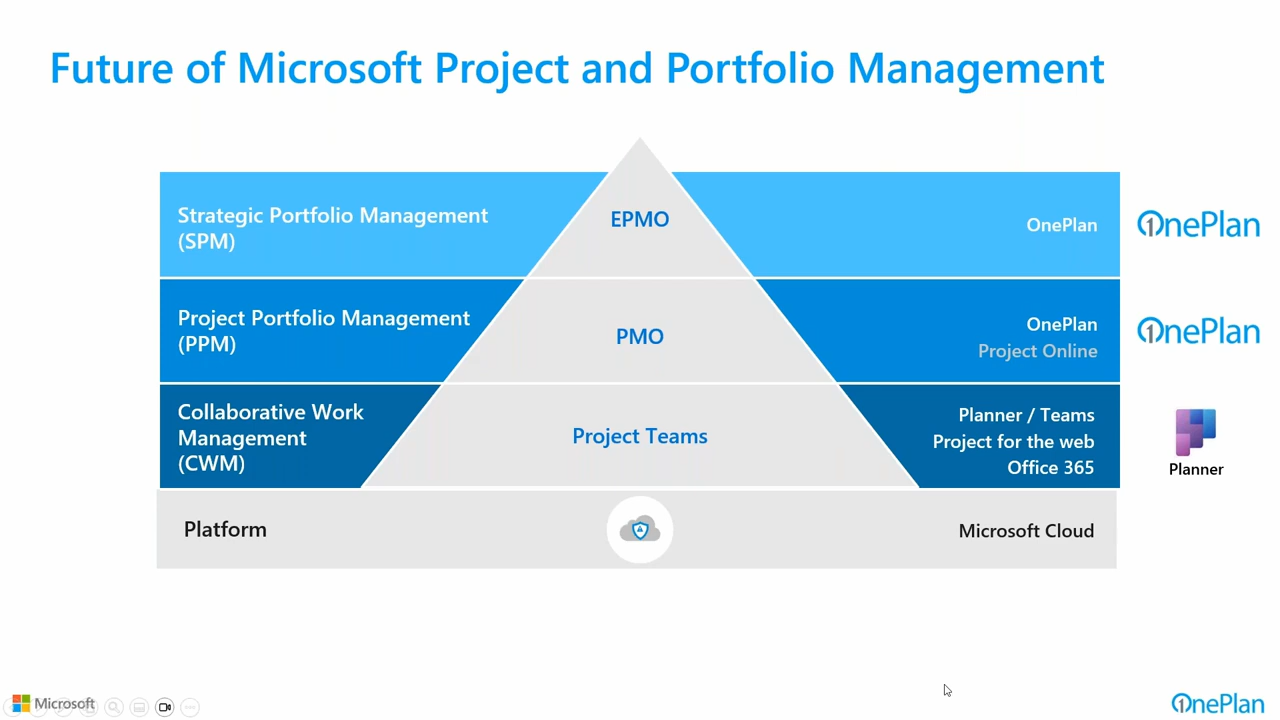 Future of Microsoft Project and Portfolio Management
Strategic Portfolio Management
(SPM)
EPMO
OnePlan
OnePlan
Project Portfolio Management
(PPM)
PMO
OnePlan
Project Online
OnePlan
Collaborative Work
Management
(CWM)
Project Teams
Planner / Teams
Project for the web
Office 365
Planner
Platform
Microsoft Cloud
Microsoft
OnePlan